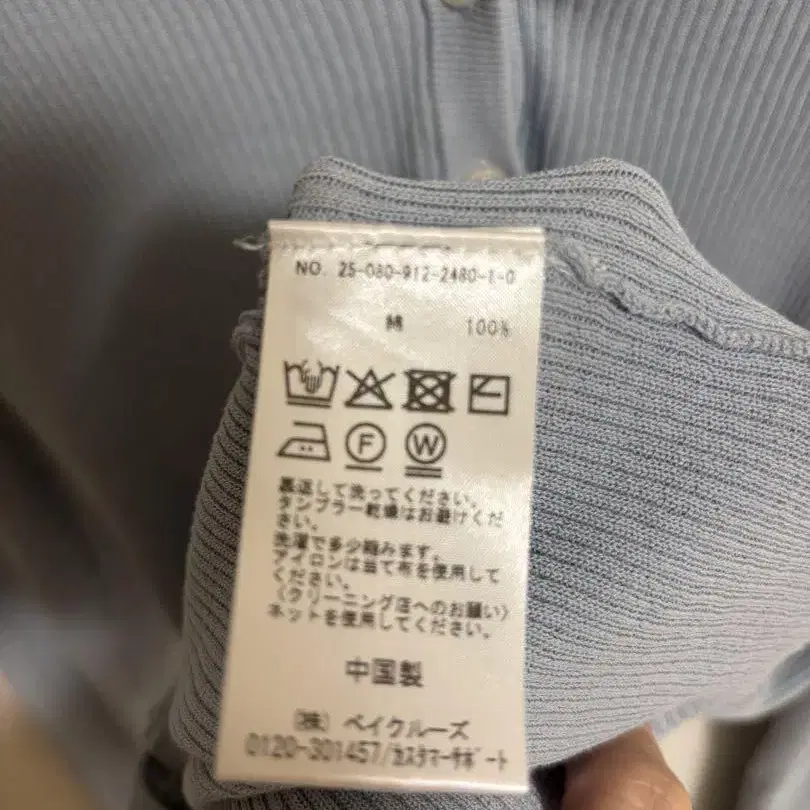 NO. 25-080-912-2480-1-0
M 100%
F W
裏返して洗ってください。
タンブラー乾燥はお避けくだ
さい。
洗濯で多少縮みます。
アイロンは当て布を使用して
ください。
〈クリーニング店へのお願い〉
ネットを使用してください。
中国製
(株) ベイクルーズ
0120-301457/カスタマーサポート